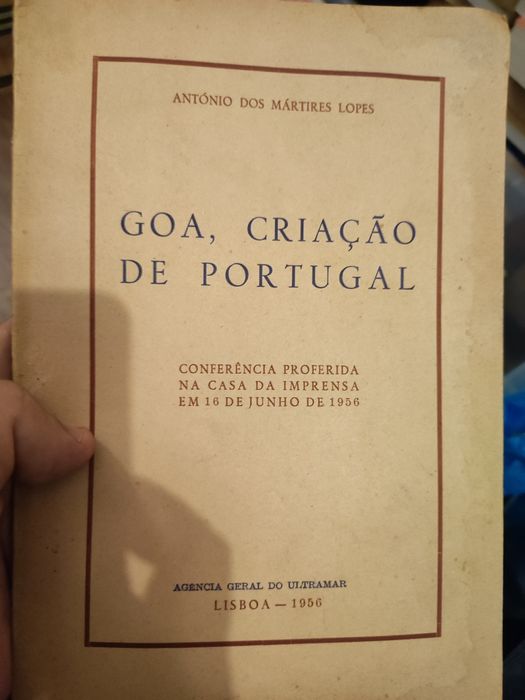 ANTÓNIO DOS MÁRTIRES LOPES
GOA, CRIAÇÃO
DE PORTUGAL
CONFERÊNCIA PROFERIDA
NA CASA DA IMPRENSA
EM 16 DE JUNHO DE 1956
AGÊNCIA GERAL DO ULTRAMAR
LISBOA — 1956